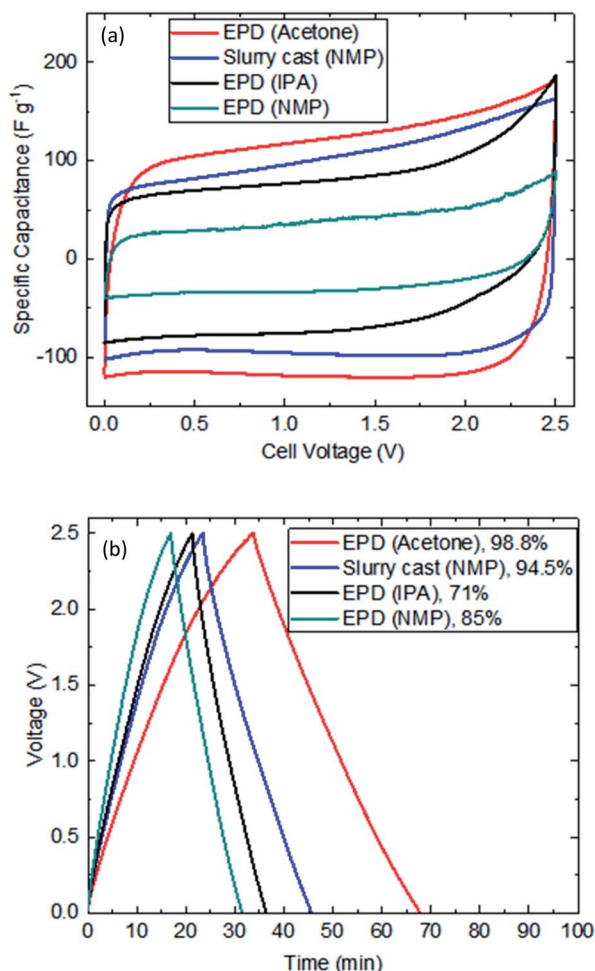 (a)
EPD (Acetone)
Slurry cast (NMP)
EPD (IPA)
EPD (NMP)
Specific Capacitance (F g-1)
200
100
0
-100
0.0 0.5 1.0 1.5 2.0 2.5
Cell Voltage (V)
(b)
EPD (Acetone), 98.8%
Slurry cast (NMP), 94.5%
EPD (IPA), 71%
EPD (NMP), 85%
Voltage (V)
2.5
2.0
1.5
1.0
0.5
0.0
0 10 20 30 40 50 60 70 80 90 100
Time (min)